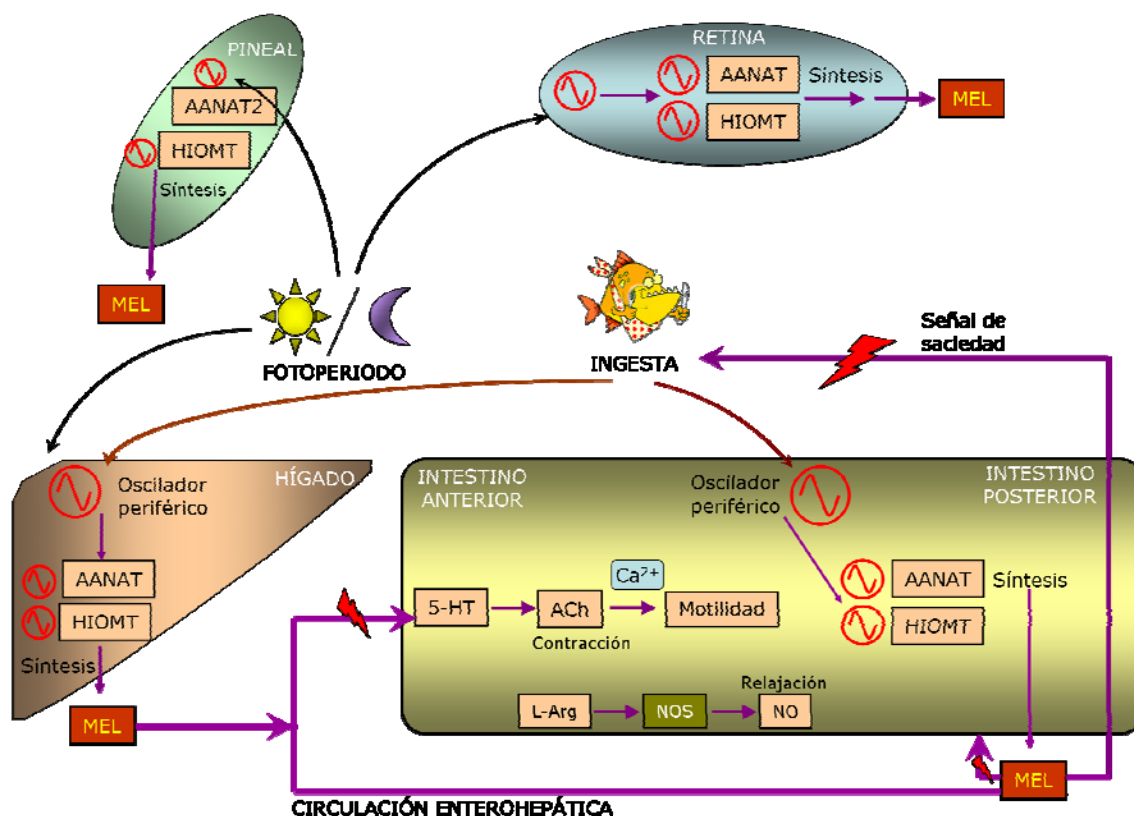 PINEAL
AANAT2
HIOMT
Síntesis
MEL
RETINA
AANAT
HIOMT
Síntesis
MEL
FOTOPERIODO
INGESTA
Señal de
saciedad
HÍGADO
Oscilador
periférico
AANAT
HIOMT
Síntesis
MEL
INTESTINO
ANTERIOR
Oscilador
periférico
INTESTINO
POSTERIOR
5-HT
ACh
Contracción
Ca2+
Motilidad
AANAT
HIOMT
Síntesis
L-Arg
NOS
Relajación
NO
MEL
CIRCULACIÓN ENTEROHEPÁTICA